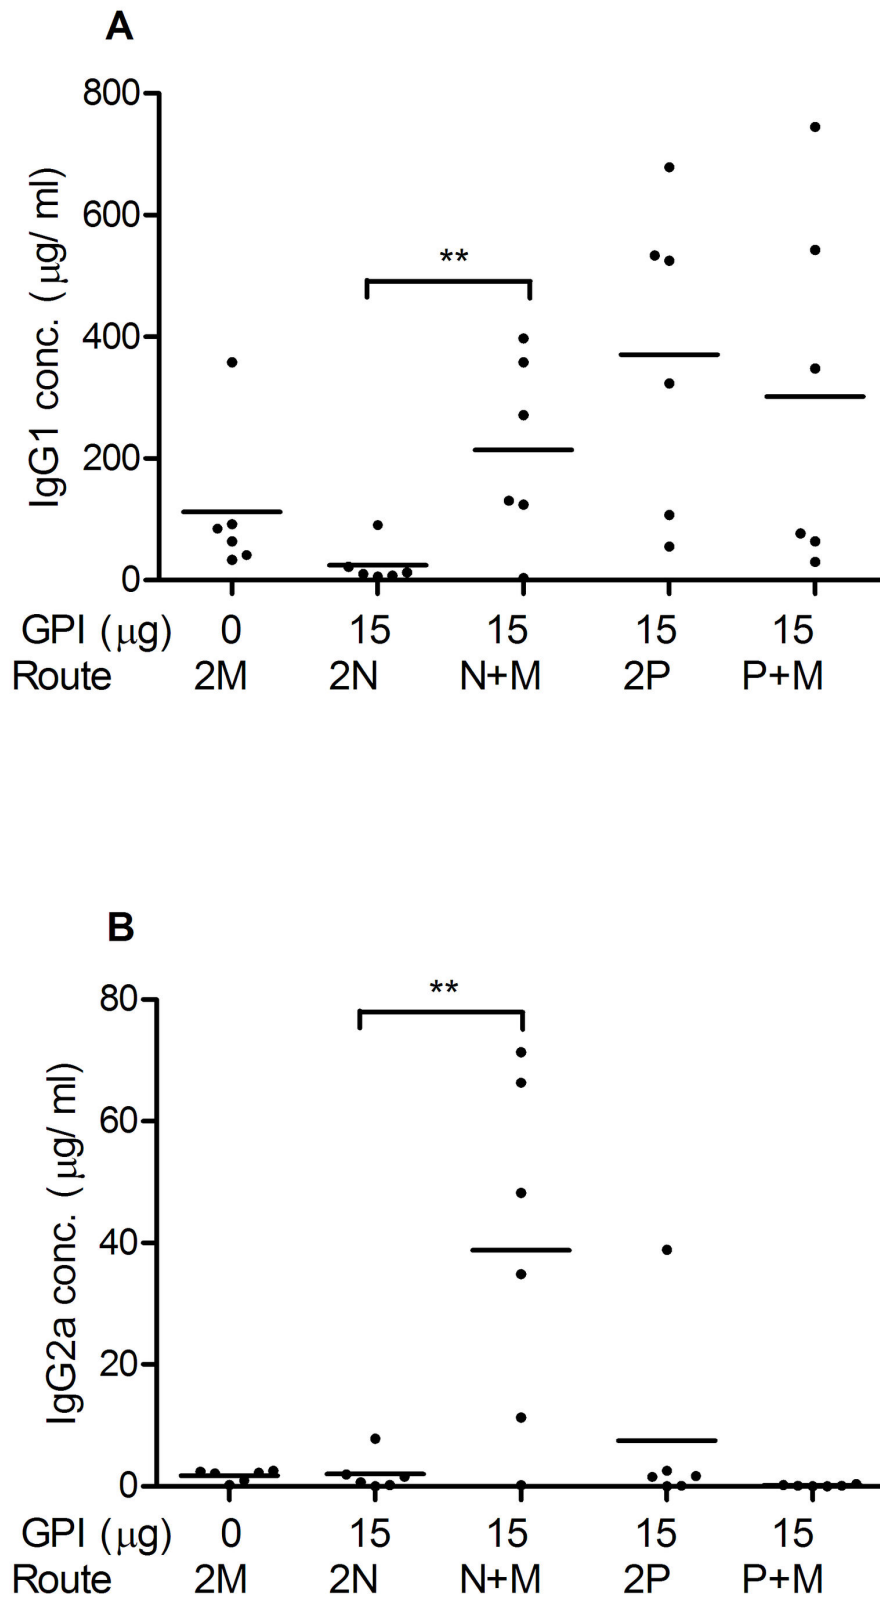 A
800
600
400
200
0
IgG1 conc. (μg/ ml)
**
GPI (μg) 0 15 15 15 15
Route 2M 2N N+M 2P P+M
B
80
60
40
20
0
IgG2a conc. (μg/ ml)
**
GPI (μg) 0 15 15 15 15
Route 2M 2N N+M 2P P+M